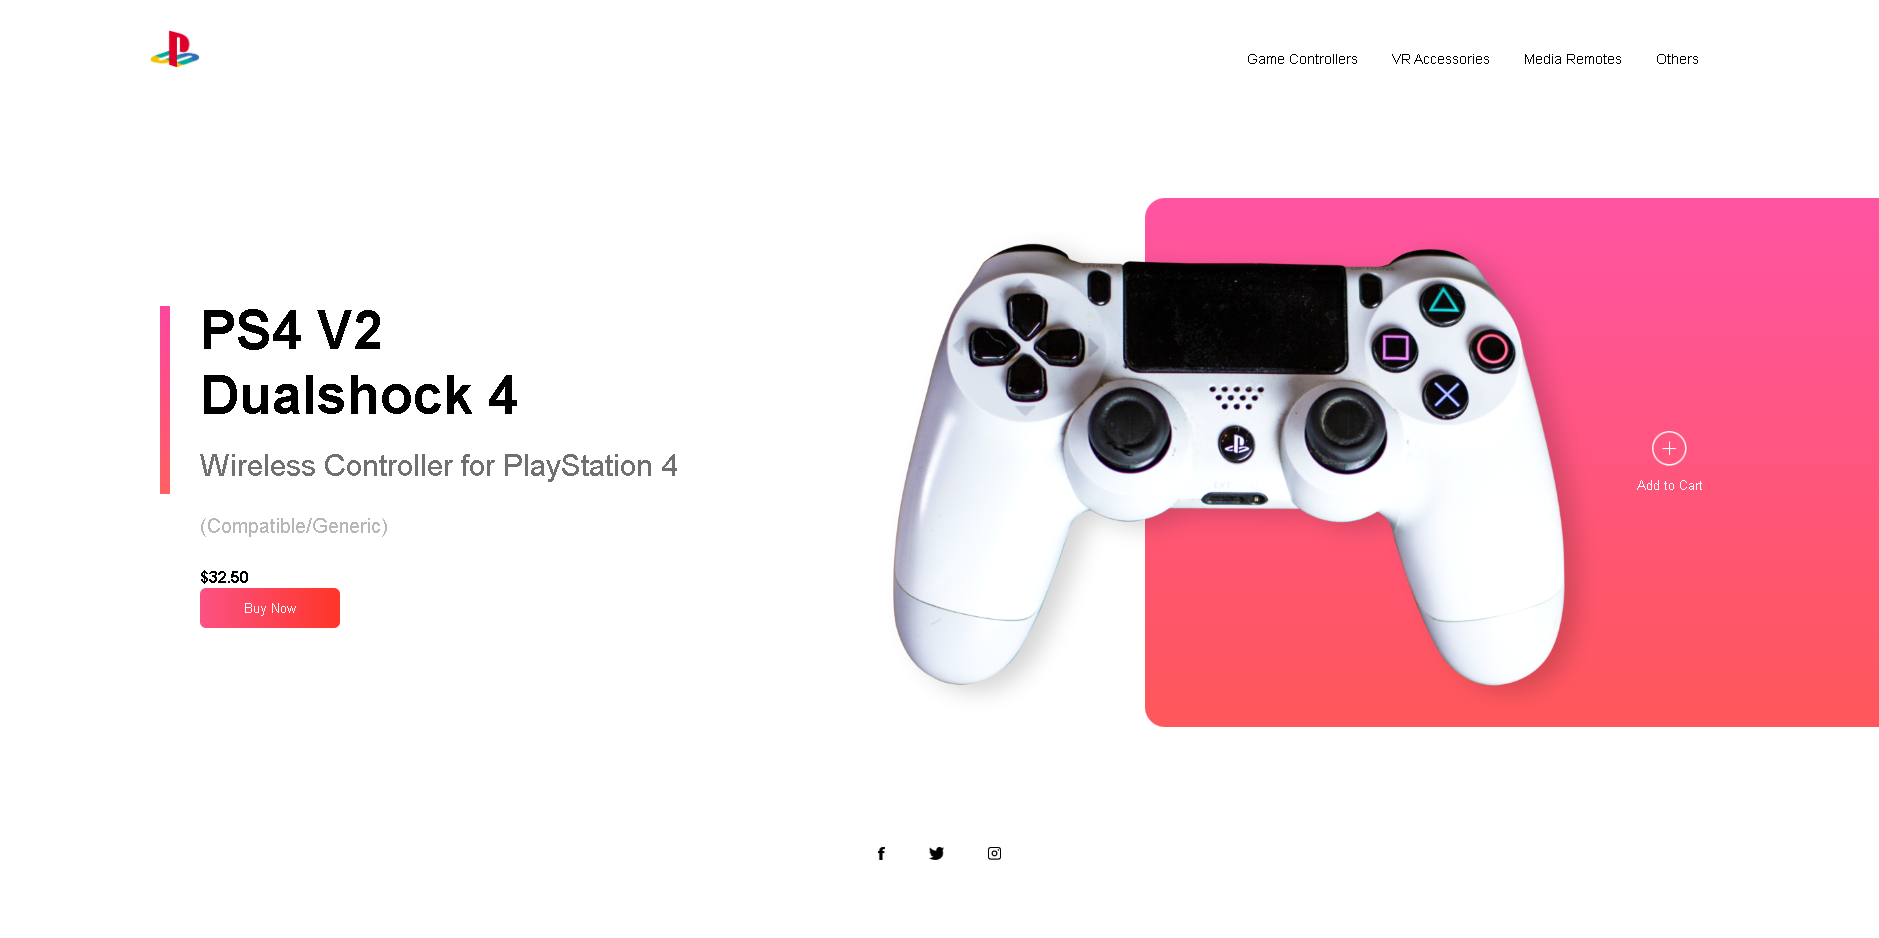 Game Controllers VR Accessories Media Remotes Others
PS4 V2
Dualshock 4
Wireless Controller for PlayStation 4
(Compatible/Generic)
$32.50
Buy Now
Add to Cart